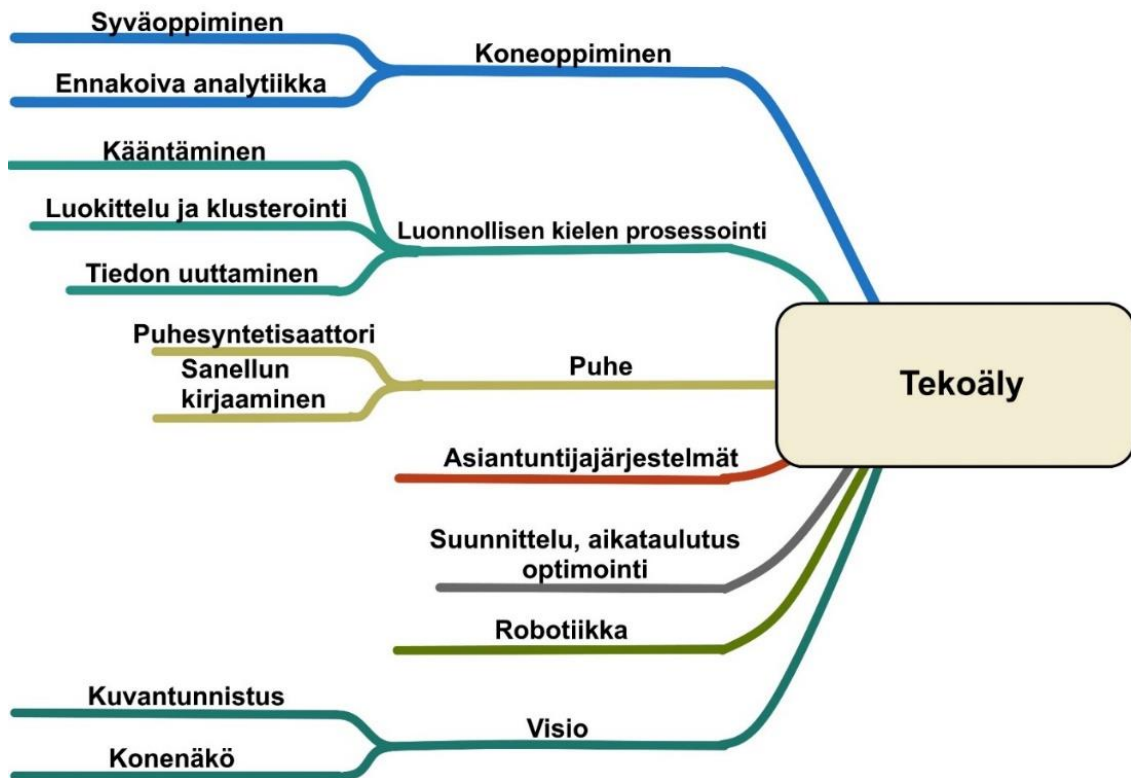 Syväoppiminen
Koneoppiminen
Ennakoiva analytiikka
Kääntäminen
Luokittelu ja klusterointi
Luonnollisen kielen prosessointi
Tiedon uuttaminen
Puhesyntetisaattori
Sanellun
kirjaaminen
Puhe
Tekoäly
Asiantuntijajärjestelmät
Suunnittelu, aikataulutus
optimointi
Robotiikka
Kuvantunnistus
Visio
Konenäkö